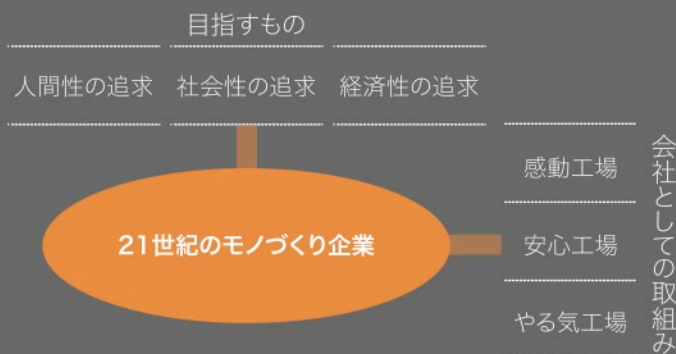 目指すもの
人間性の追求 社会性の追求 経済性の追求
21世紀のモノづくり企業
会社としての取組み
感動工場
安心工場
やる気工場